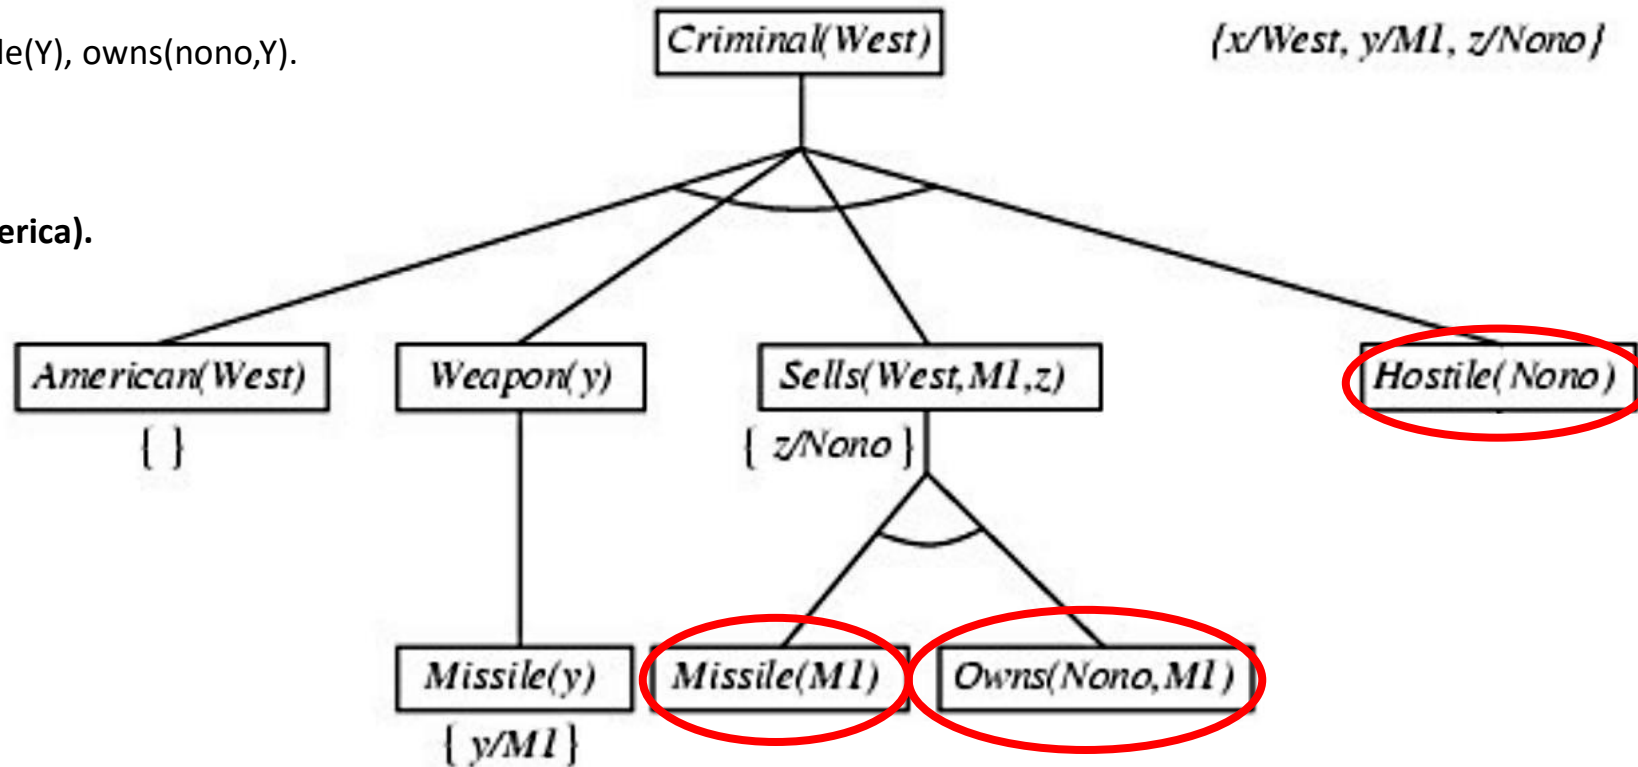 Criminal(West)
{x/West, y/M1, z/Nono}
le(Y), owns(nono,Y).
erica).
American(West)
Weapon(y)
Sells(West,M1,z)
Hostile(Nono)
{ }
{ z/Nono }
Missile(y)
Missile(M1)
Owns(Nono,M1)
{ y/M1 }